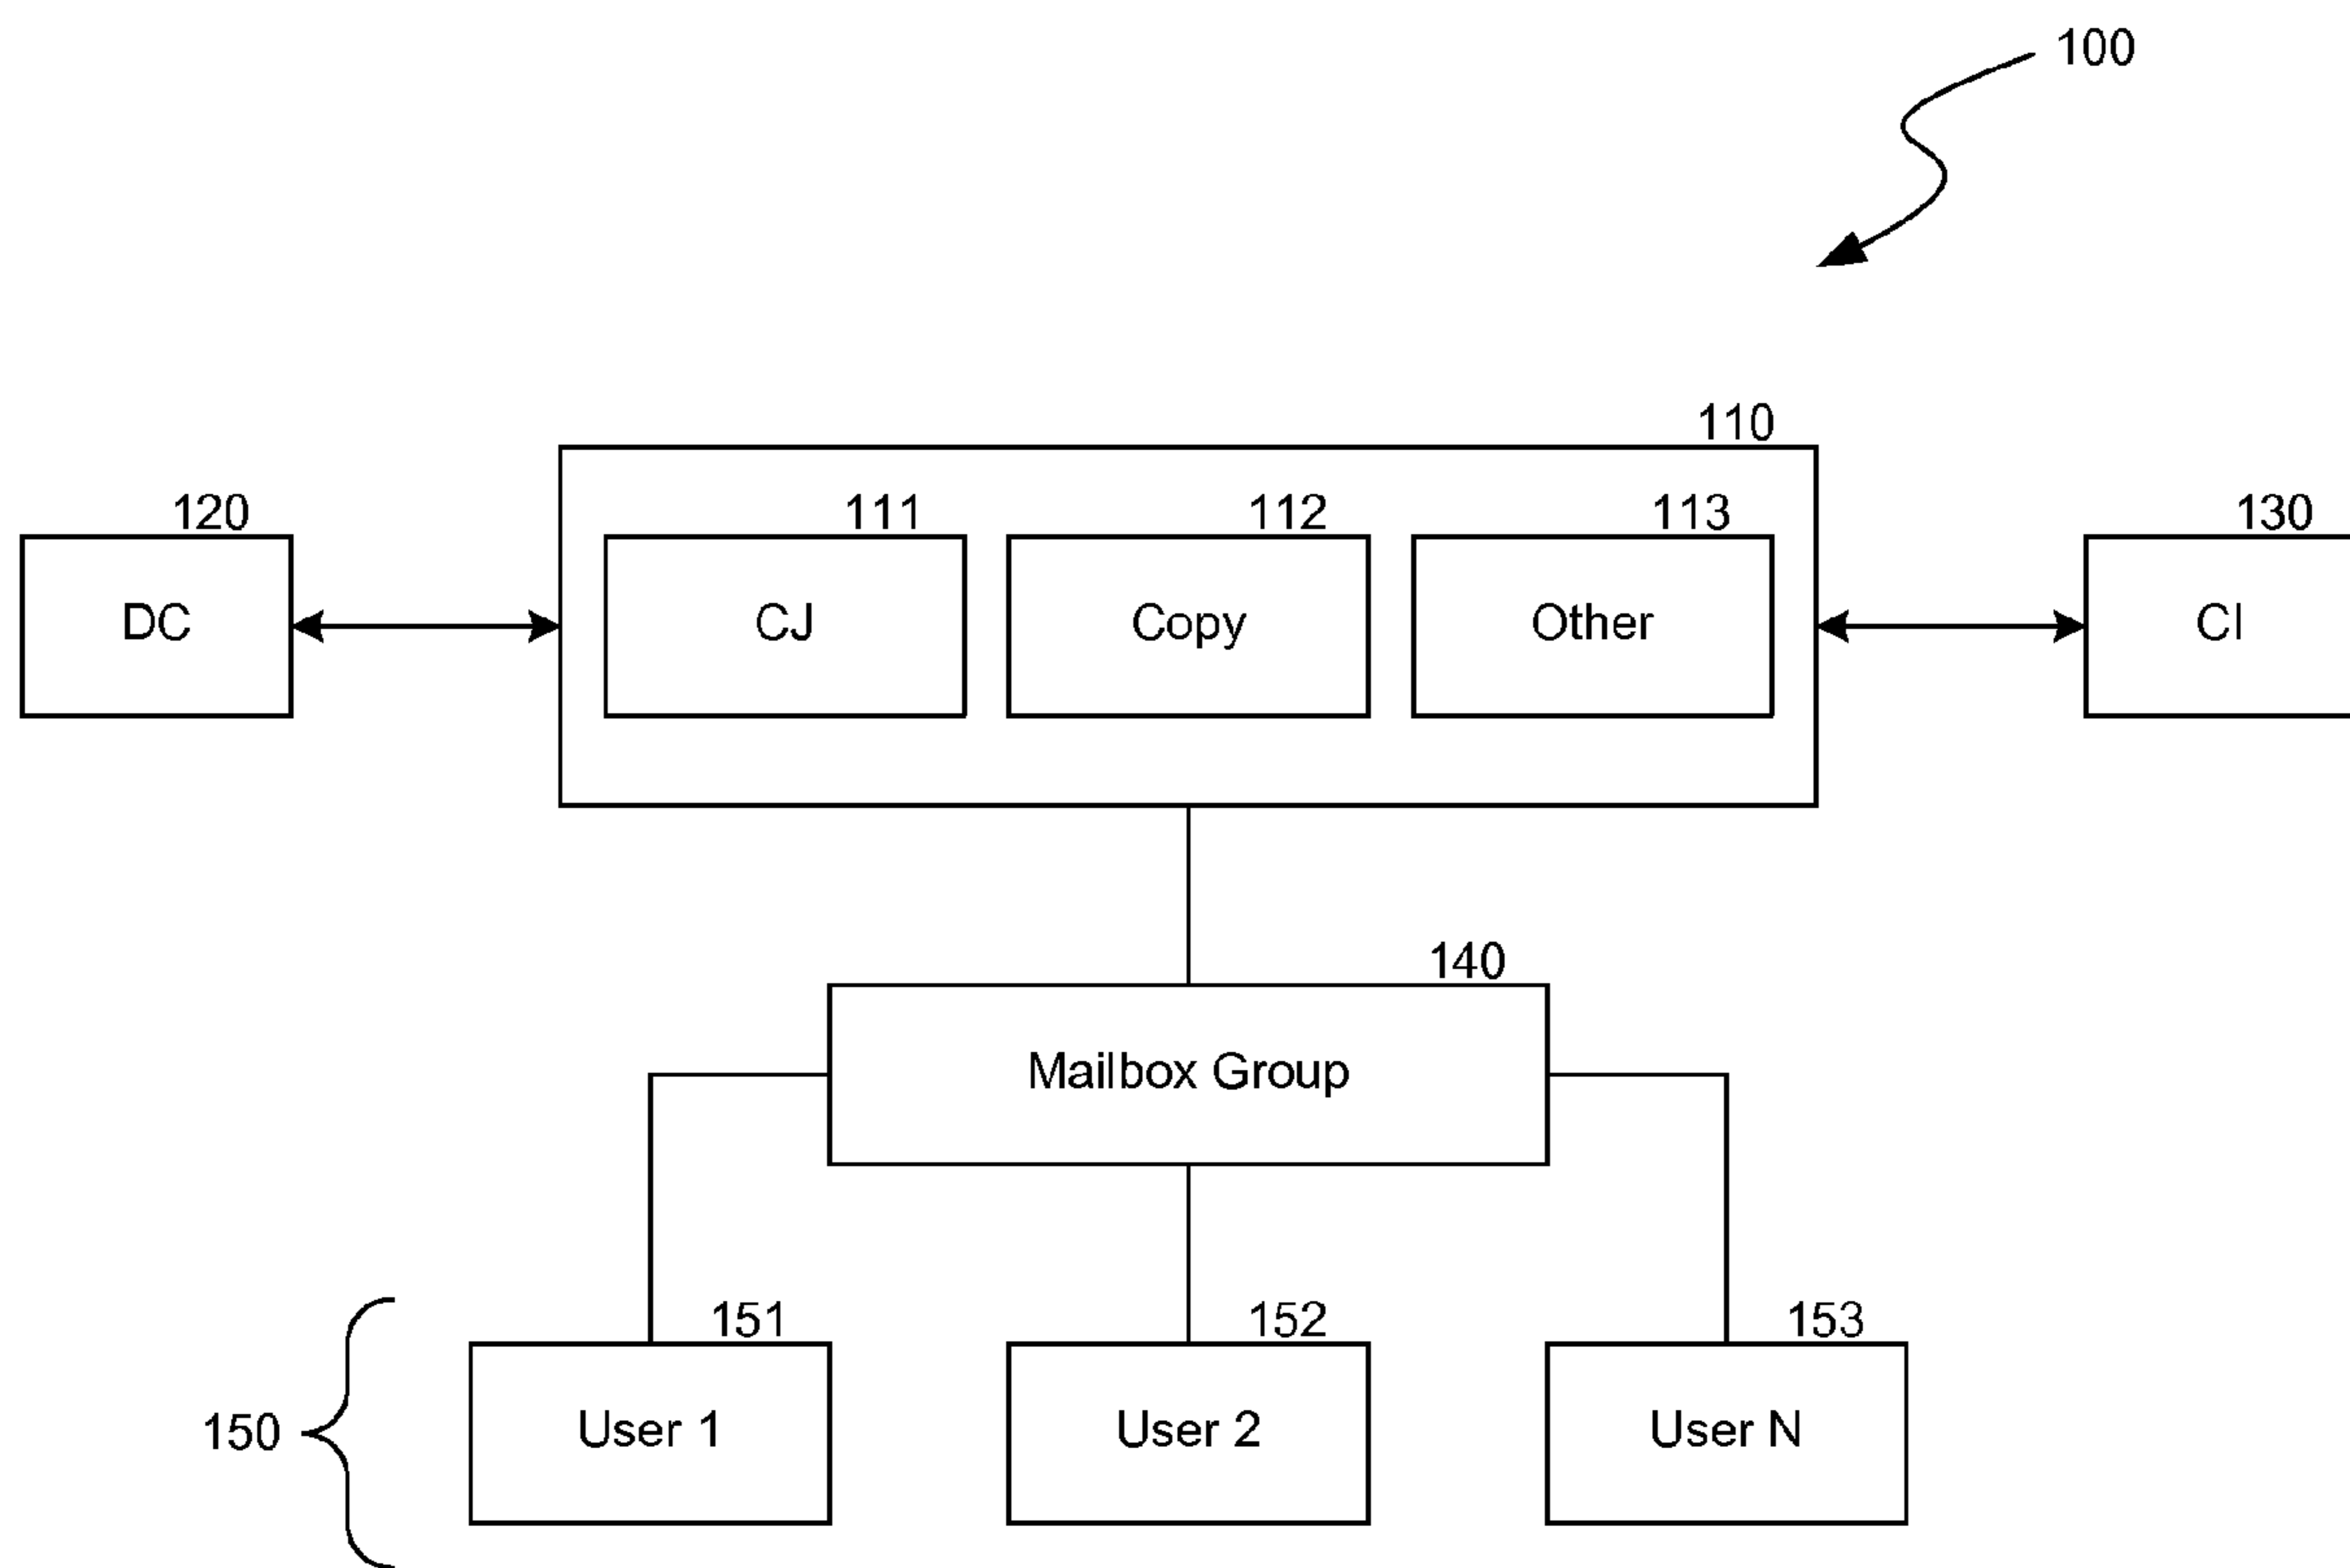 100
110
120
111
112
113
130
DC
CJ
Copy
Other
CI
140
Mailbox Group
151
152
153
150
User 1
User 2
User N